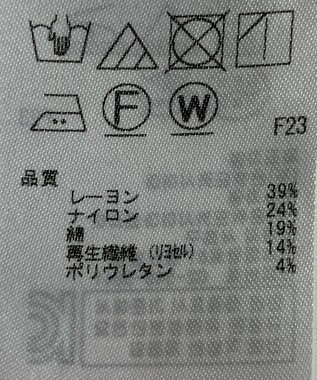 F W
F23
品質
レーヨン 39%
ナイロン 24%
綿 19%
再生繊維（リヨセル） 14%
ポリウレタン 4%